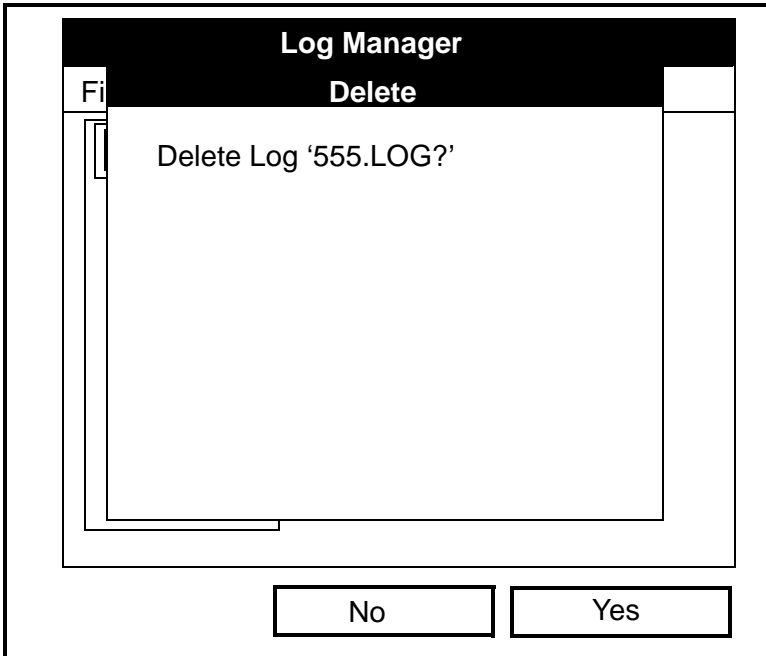 Log Manager
Fi
Delete
Delete Log ‘555.LOG?’
No
Yes